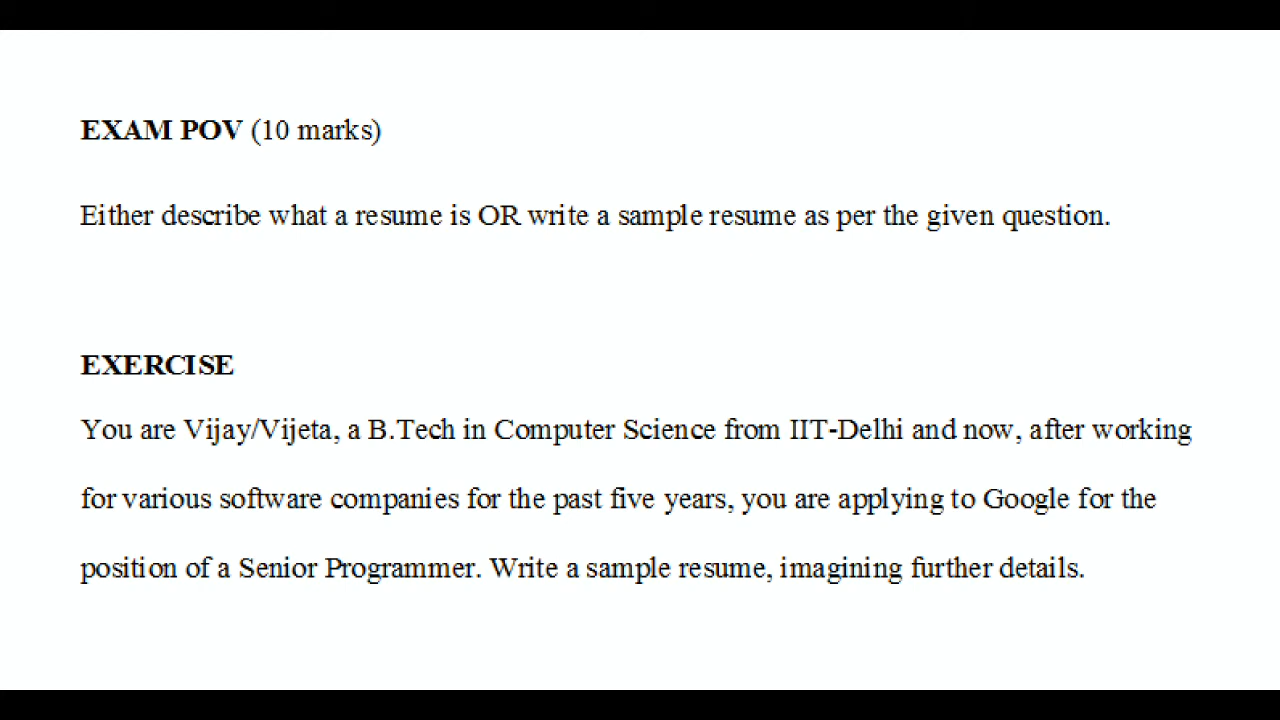 EXAM POV (10 marks)
Either describe what a resume is OR write a sample resume as per the given question.
EXERCISE
You are Vijay/Vijeta, a B.Tech in Computer Science from IIT-Delhi and now, after working
for various software companies for the past five years, you are applying to Google for the
position of a Senior Programmer. Write a sample resume, imagining further details.